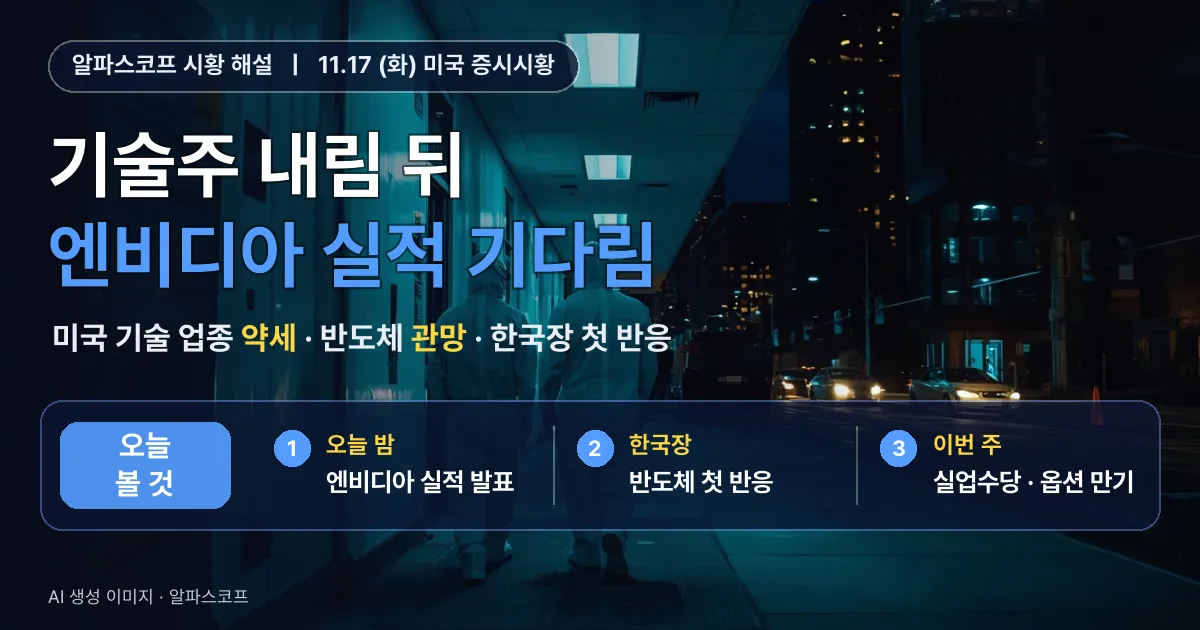 알파스코프 시황 해설 | 11.17 (화) 미국 증시시황
기술주 내림 뒤
엔비디아 실적 기다림
미국 기술 업종 약세 · 반도체 관망 · 한국장 첫 반응
오늘
볼 것
1 오늘 밤
엔비디아 실적 발표
2 한국장
반도체 첫 반응
3 이번 주
실업수당 · 옵션 만기
AI 생성 이미지 · 알파스코프